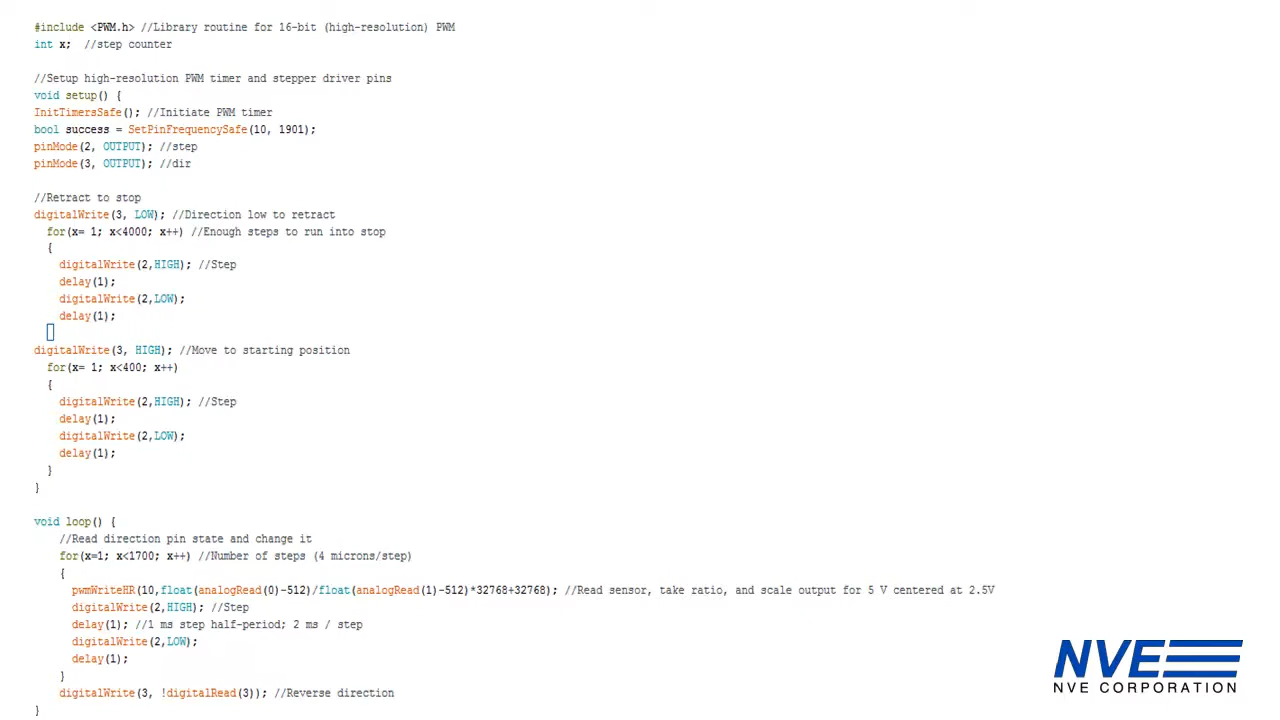 #include <PWM.h> //Library routine for 16-bit (high-resolution) PWM
int x;  //step counter

//Setup high-resolution PWM timer and stepper driver pins
void setup() {
InitTimersSafe(); //Initiate PWM timer
bool success = SetPinFrequencySafe(10, 1901);
pinMode(2, OUTPUT); //step
pinMode(3, OUTPUT); //dir

//Retract to stop
digitalWrite(3, LOW); //Direction low to retract
  for(x= 1; x<4000; x++) //Enough steps to run into stop
  {
    digitalWrite(2,HIGH); //Step
    delay(1);
    digitalWrite(2,LOW);
    delay(1);

digitalWrite(3, HIGH); //Move to starting position
  for(x= 1; x<400; x++)
  {
    digitalWrite(2,HIGH); //Step
    delay(1);
    digitalWrite(2,LOW);
    delay(1);
  }
}

void loop() {
    //Read direction pin state and change it
    for(x=1; x<1700; x++) //Number of steps (4 microns/step)
    {
      pwmWriteHR(10,float(analogRead(0)-512)/float(analogRead(1)-512)*32768+32768); //Read sensor, take ratio, and scale output for 5 V centered at 2.5V
      digitalWrite(2,HIGH); //Step
      delay(1); //1 ms step half-period; 2 ms / step
      digitalWrite(2,LOW);
      delay(1);
    }
    digitalWrite(3, !digitalRead(3)); //Reverse direction
}
NVE
NVE CORPORATION